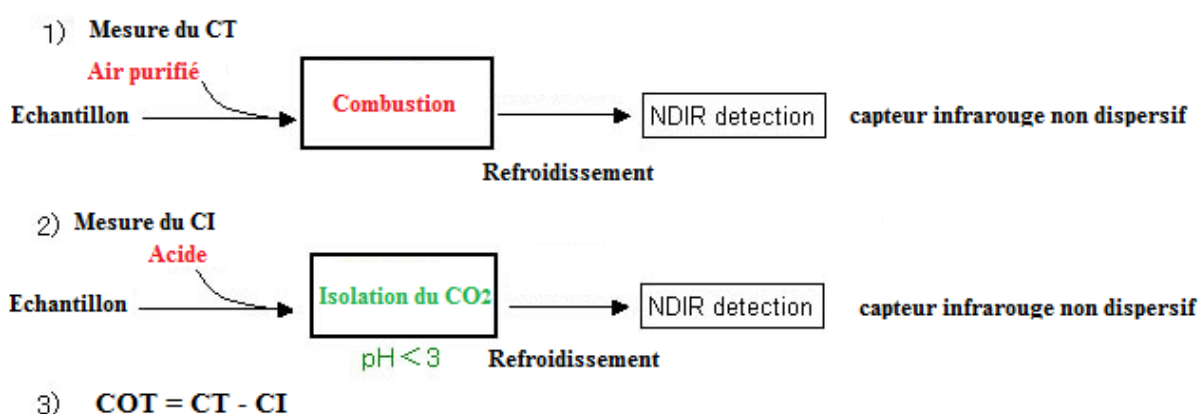 1) Mesure du CT
Air purifié
Echantillon
Combustion
NDIR detection
capteur infrarouge non dispersif
Refroidissement
2) Mesure du CI
Acide
Echantillon
Isolation du CO2
NDIR detection
capteur infrarouge non dispersif
pH < 3
Refroidissement
3) COT = CT - CI